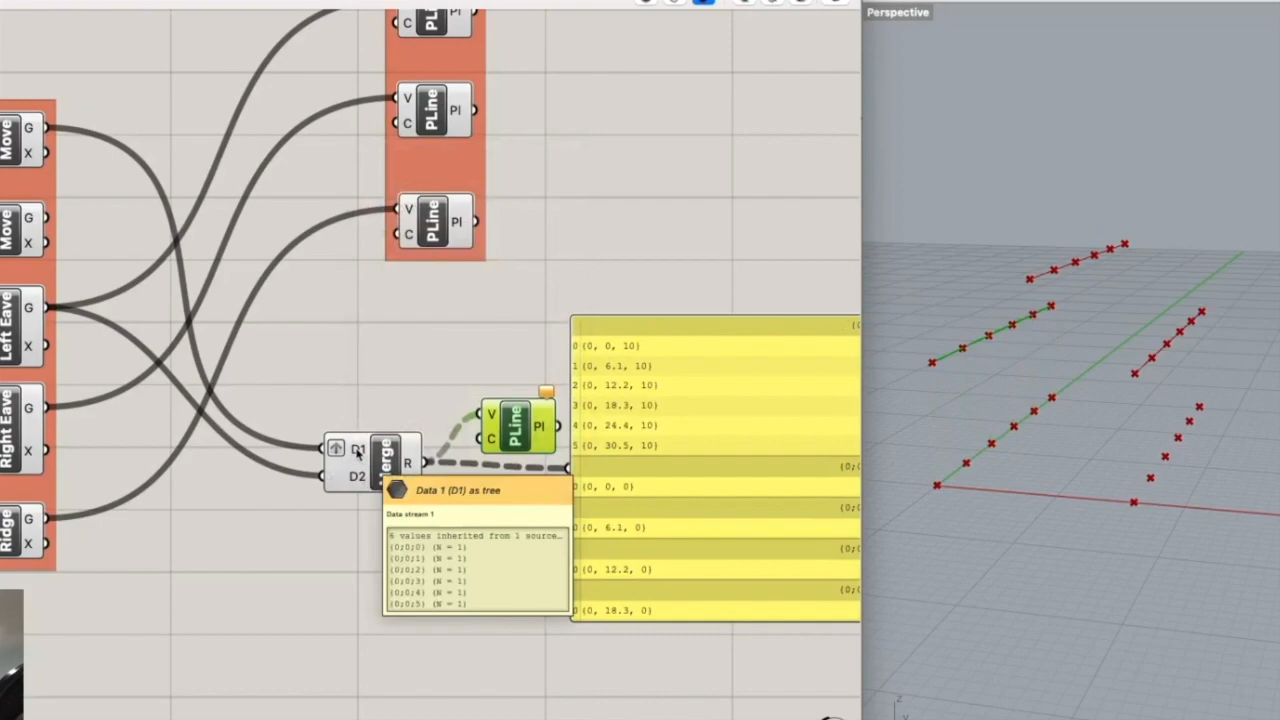 Perspective
C
PLine
Pl
Move
G
X
V
C
PLine
Pl
Move
G
X
V
C
PLine
Pl
Left Eave
G
X
Right Eave
G
X
Ridge
G
X
D1
D2
R
V
C
PLine
Pl
0 {0, 0, 10}
1 {0, 6.1, 10}
2 {0, 12.2, 10}
3 {0, 18.3, 10}
4 {0, 24.4, 10}
5 {0, 30.5, 10}
0 {0, 0, 0}
0 {0, 6.1, 0}
0 {0, 12.2, 0}
0 {0, 18.3, 0}
Data 1 (D1) as tree
Data stream 1
6 values inherited from 1 source…
{0;0;0} (N = 1)
{0;0;1} (N = 1)
{0;0;2} (N = 1)
{0;0;3} (N = 1)
{0;0;4} (N = 1)
{0;0;5} (N = 1)
z
y